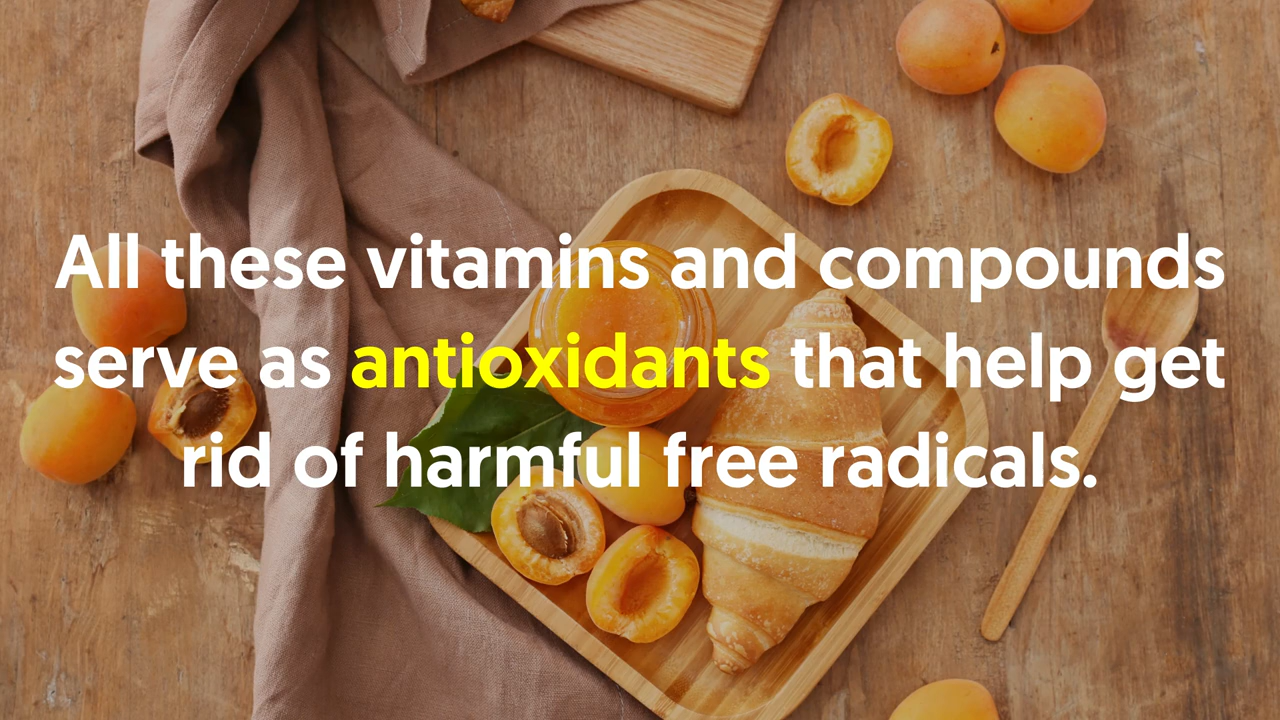 All these vitamins and compounds
serve as antioxidants that help get
rid of harmful free radicals.